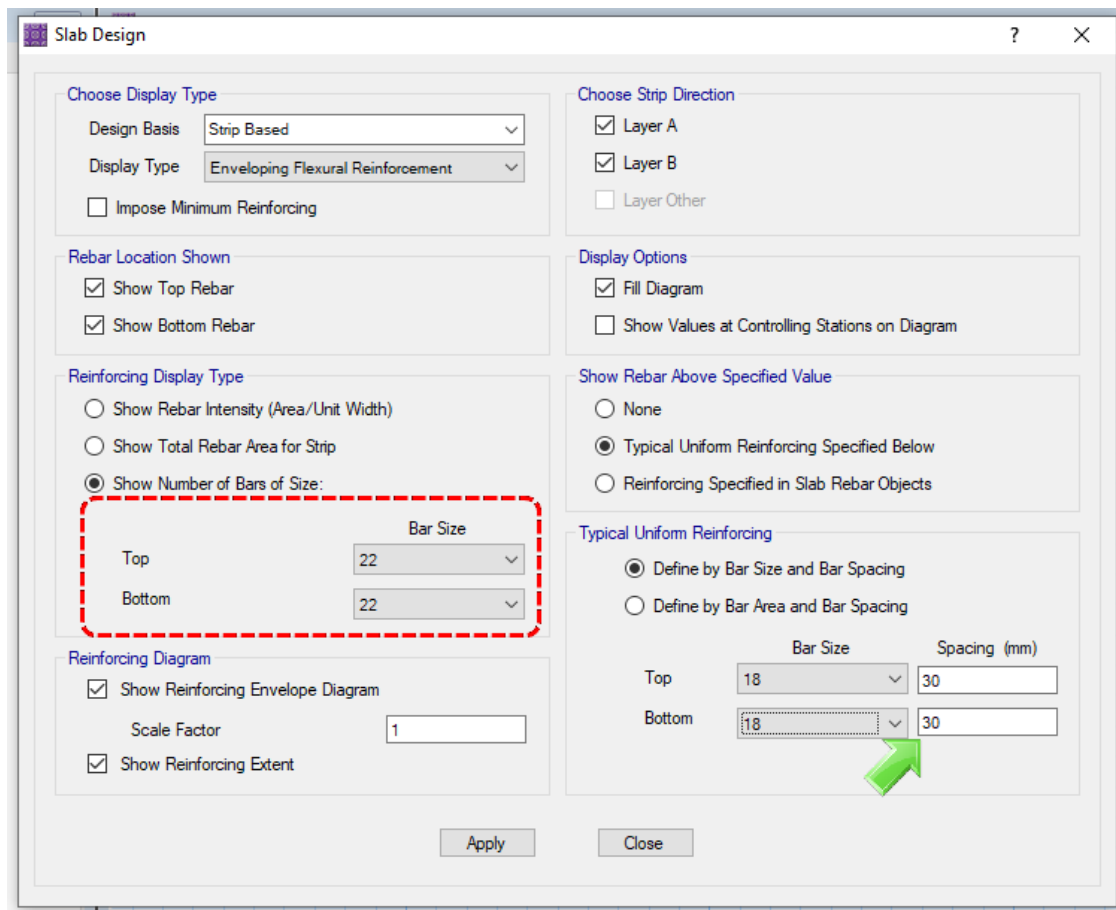 Slab Design ?
Choose Display Type
Design Basis Strip Based
Display Type Enveloping Flexural Reinforcement
Impose Minimum Reinforcing
Choose Strip Direction
Layer A
Layer B
Layer Other
Rebar Location Shown
Show Top Rebar
Show Bottom Rebar
Display Options
Fill Diagram
Show Values at Controlling Stations on Diagram
Reinforcing Display Type
Show Rebar Intensity (Area/Unit Width)
Show Total Rebar Area for Strip
Show Number of Bars of Size:
Bar Size
Top 22
Bottom 22
Show Rebar Above Specified Value
None
Typical Uniform Reinforcing Specified Below
Reinforcing Specified in Slab Rebar Objects
Typical Uniform Reinforcing
Define by Bar Size and Bar Spacing
Define by Bar Area and Bar Spacing
Bar Size Spacing (mm)
Top 18 30
Bottom 18 30
Reinforcing Diagram
Show Reinforcing Envelope Diagram
Scale Factor 1
Show Reinforcing Extent
Apply Close